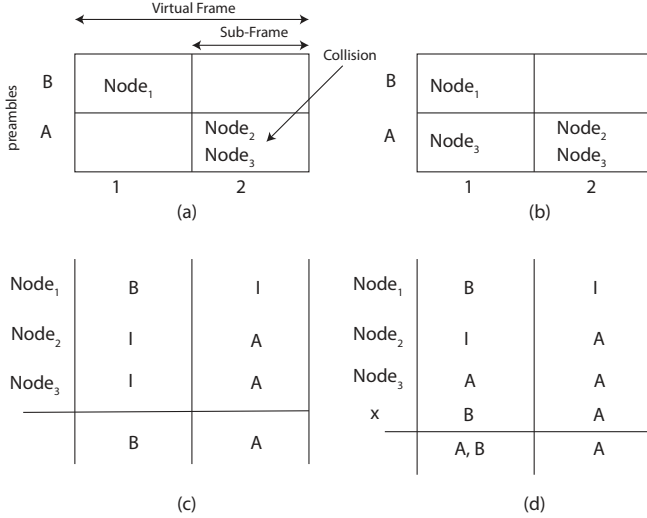 Virtual Frame
Sub-Frame
Collision
preambles
B
Node₁
A
Node₂
Node₃
1
2
(a)
B
Node₁
A
Node₃
Node₂
Node₃
1
2
(b)
Node₁ B I
Node₂ I A
Node₃ I A
B A
(c)
Node₁ B I
Node₂ I A
Node₃ A A
x B A
A, B A
(d)